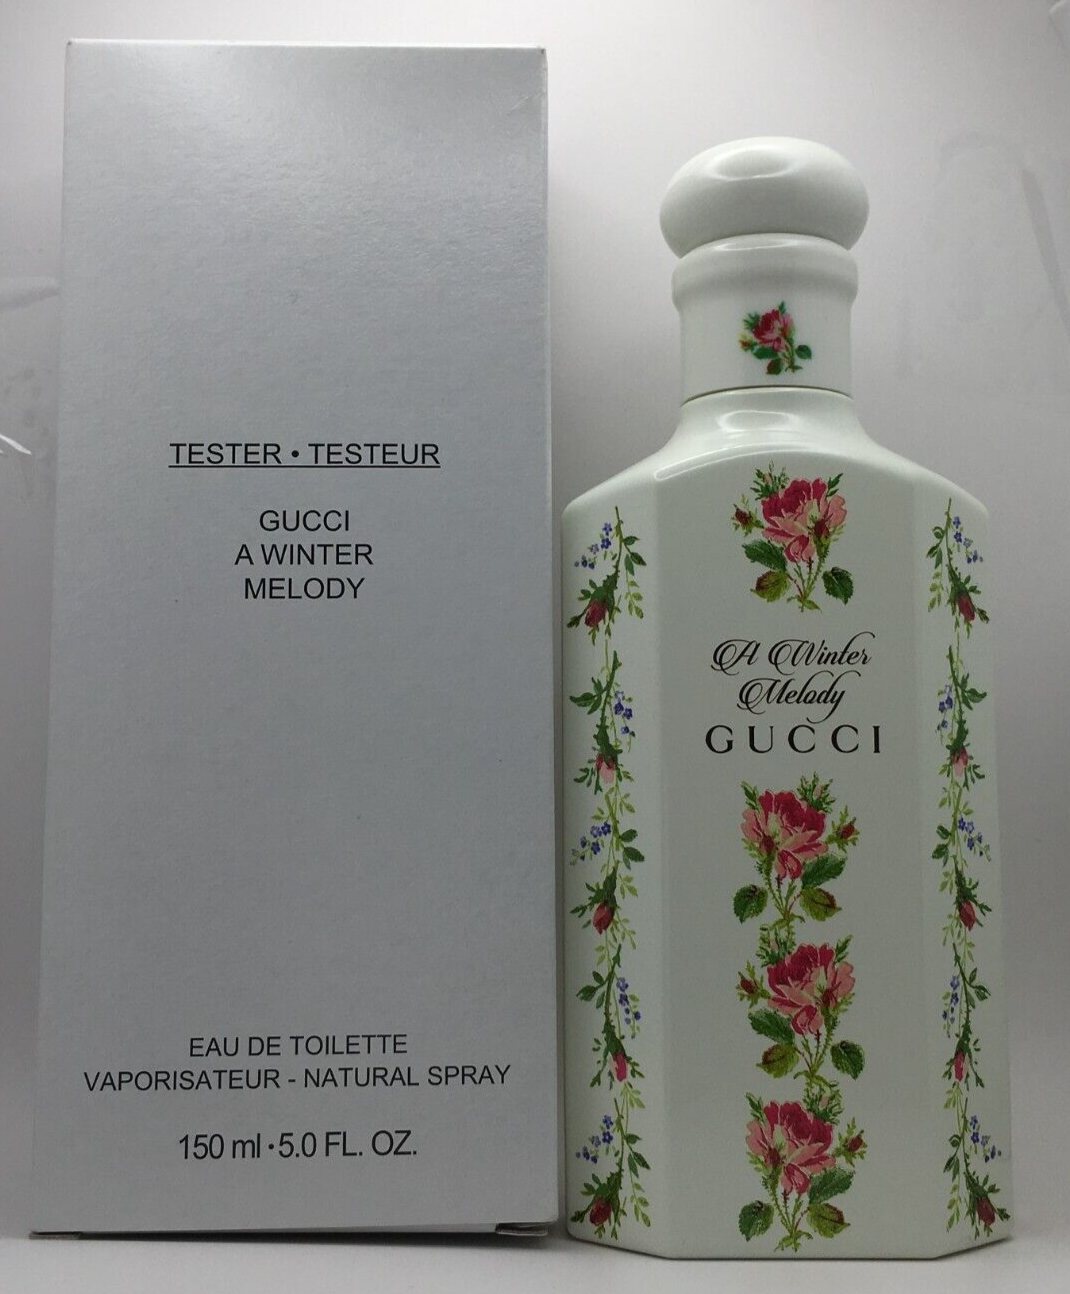 TESTER • TESTEUR
GUCCI
A WINTER
MELODY
EAU DE TOILETTE
VAPORISATEUR - NATURAL SPRAY
150 ml • 5.0 FL. OZ.
A Winter
Melody
GUCCI